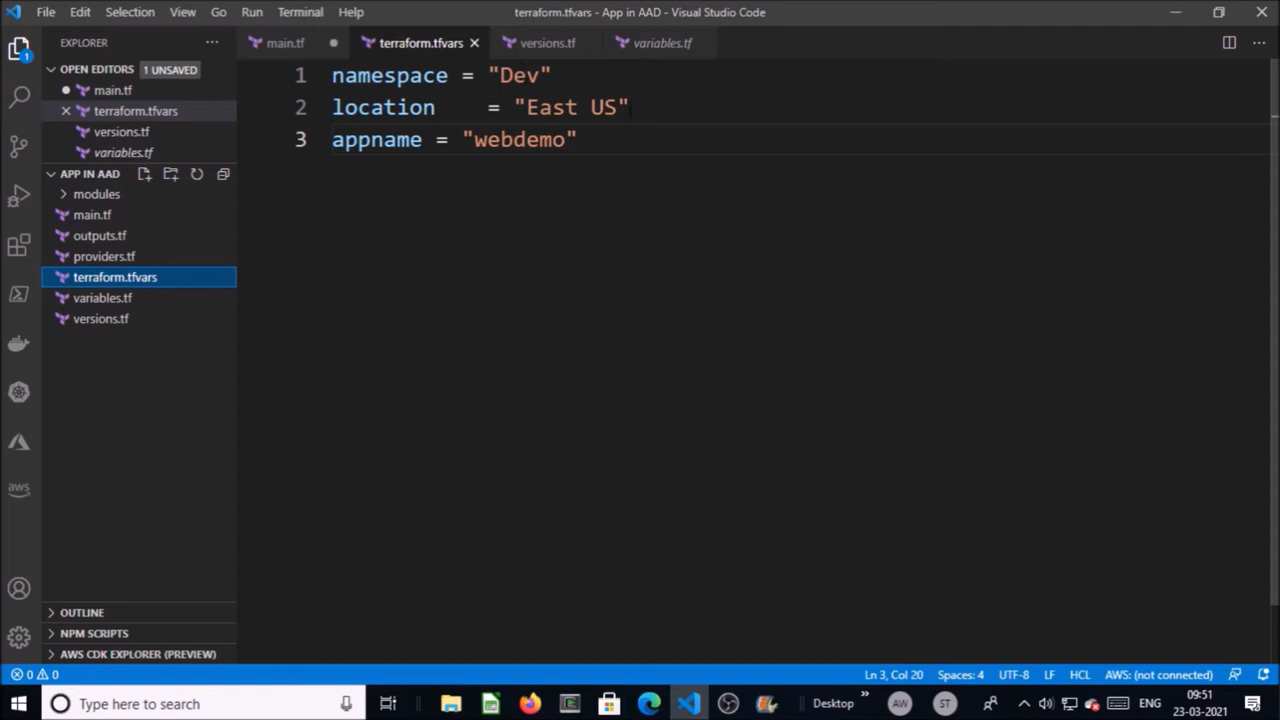 File Edit Selection View Go Run Terminal Help terraform.tfvars - App in AAD - Visual Studio Code
EXPLORER
main.tf terraform.tfvars versions.tf variables.tf
OPEN EDITORS 1 UNSAVED
main.tf
terraform.tfvars
versions.tf
variables.tf
APP IN AAD
modules
main.tf
outputs.tf
providers.tf
terraform.tfvars
variables.tf
versions.tf
OUTLINE
NPM SCRIPTS
AWS CDK EXPLORER (PREVIEW)
1
aws
1 namespace = "Dev"
2 location = "East US"
3 appname = "webdemo"
0 0 Ln 3, Col 20 Spaces: 4 UTF-8 LF HCL AWS: (not connected)
Type here to search Desktop AW ST ENG 09:51
23-03-2021